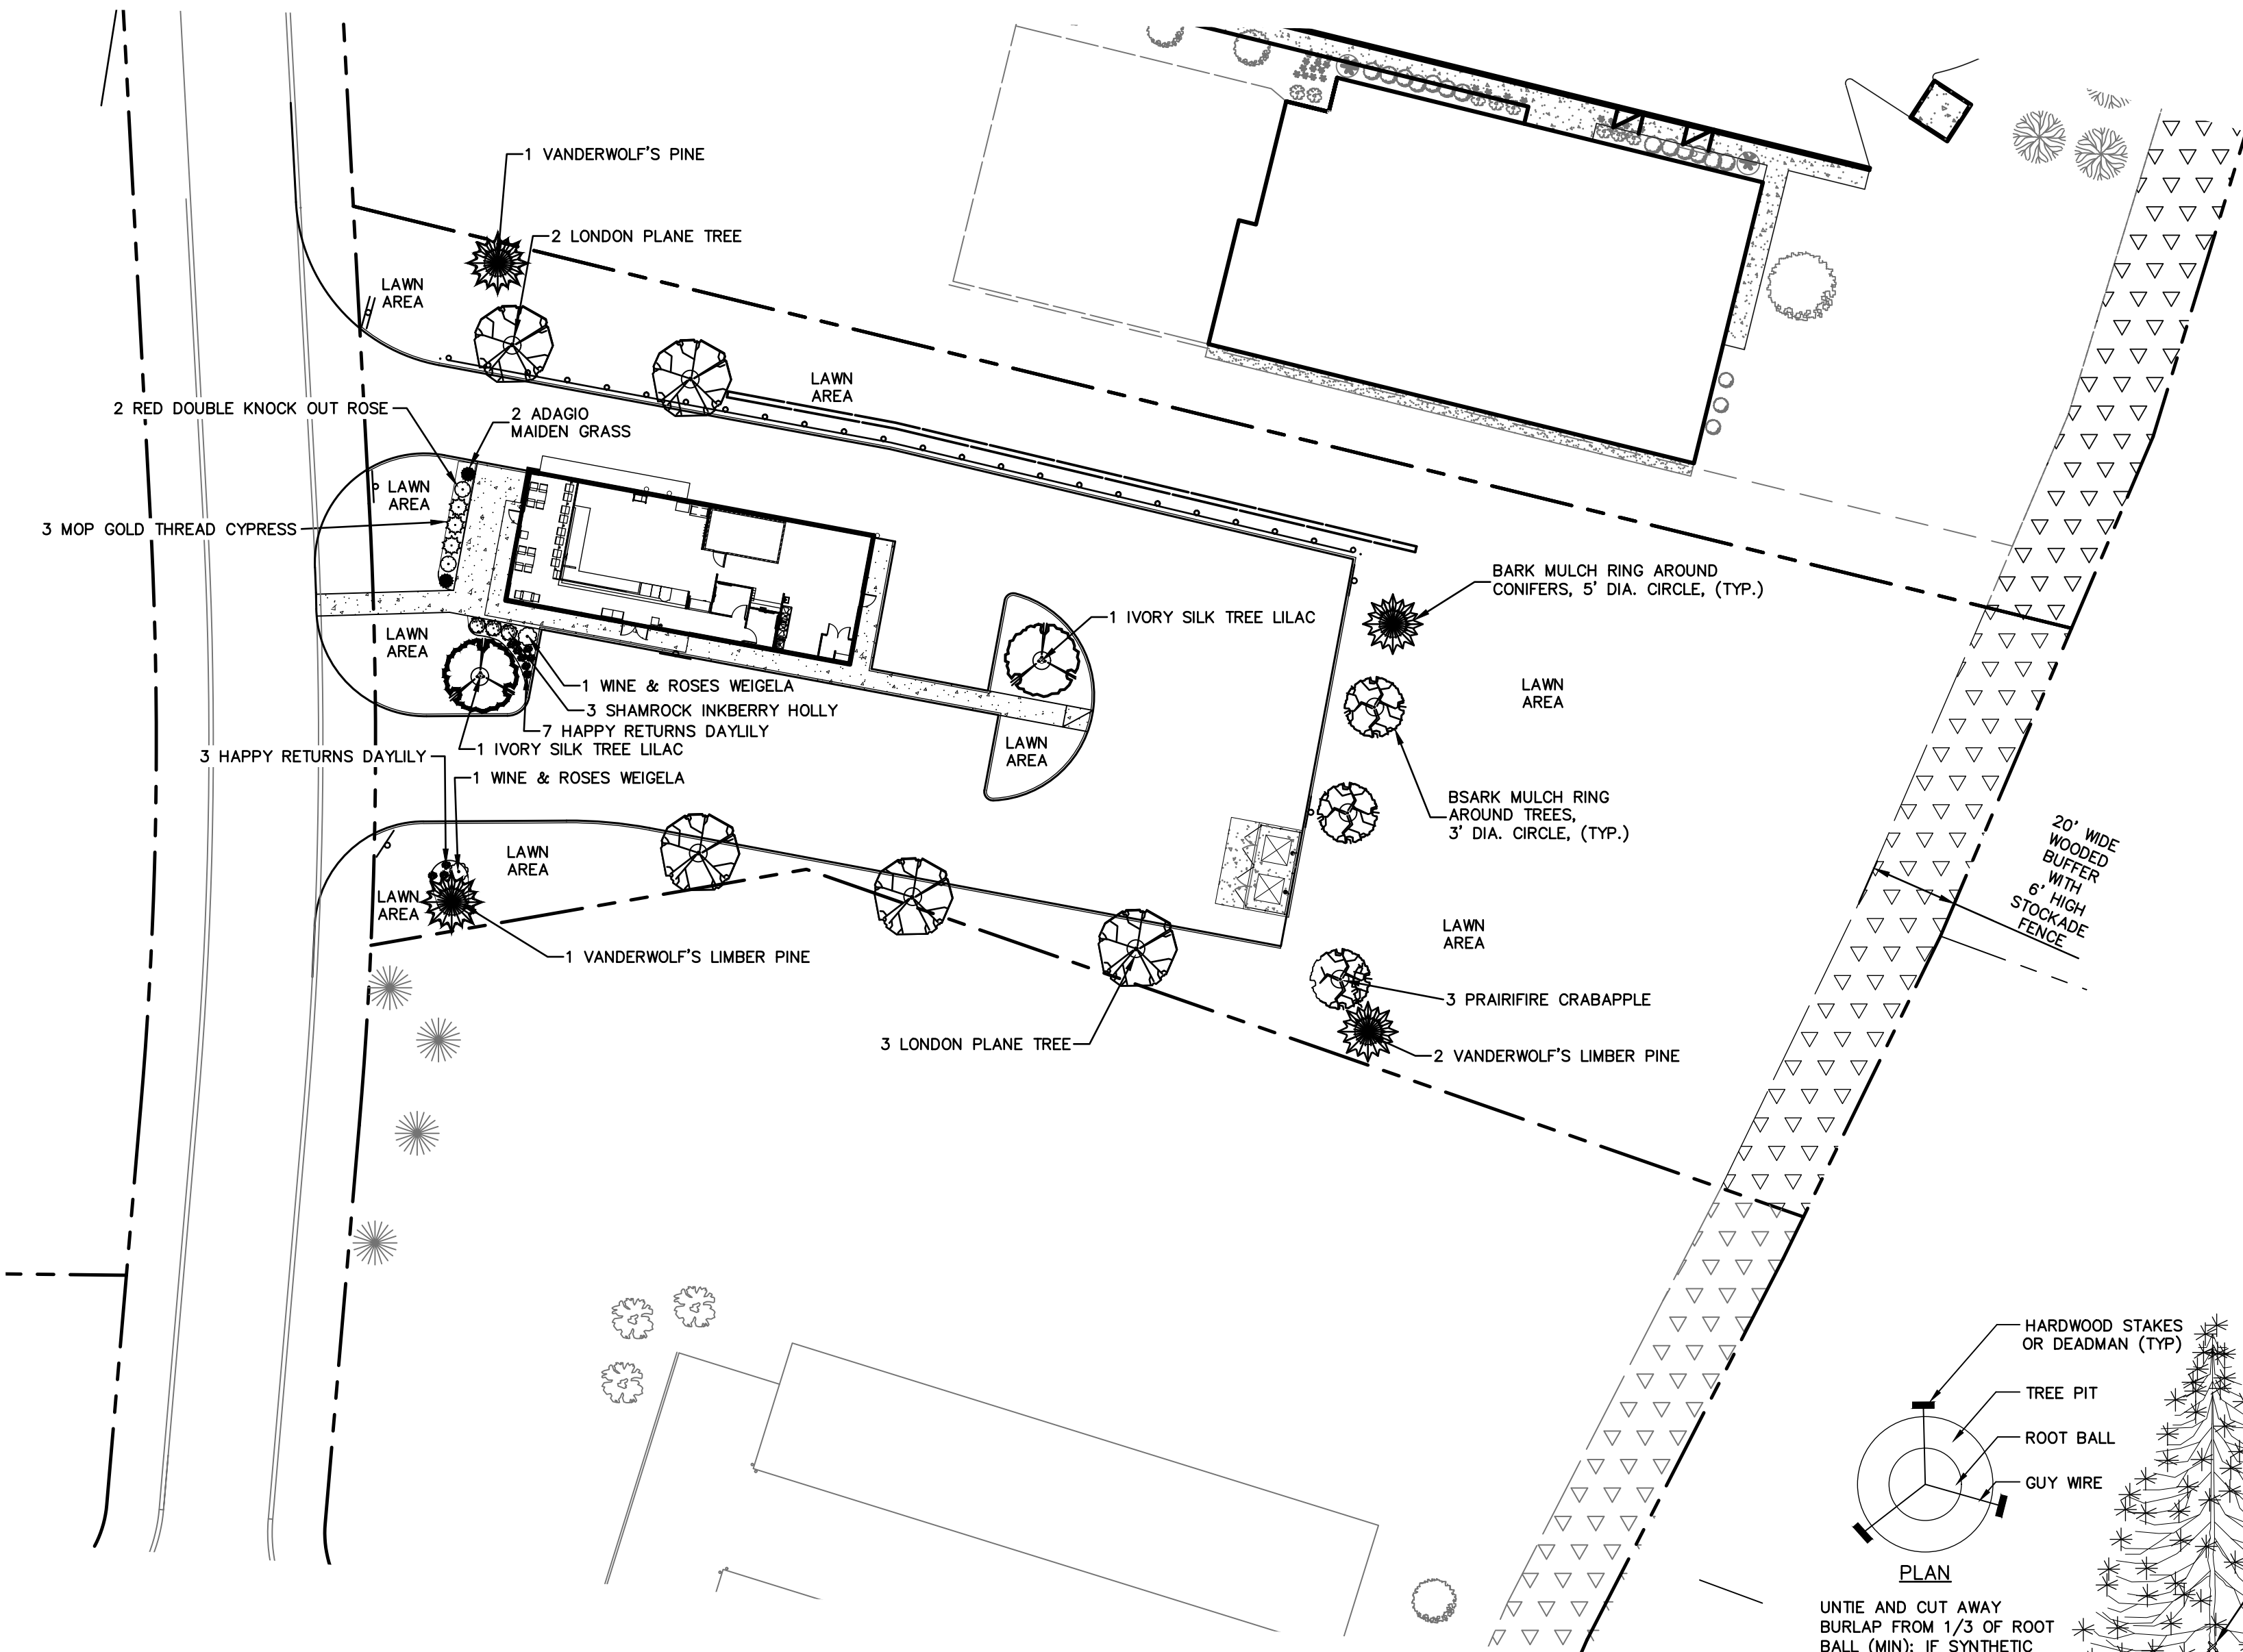 1 VANDERWOLF'S PINE
2 LONDON PLANE TREE
LAWN
AREA
LAWN
AREA
2 RED DOUBLE KNOCK OUT ROSE
2 ADAGIO
MAIDEN GRASS
LAWN
AREA
3 MOP GOLD THREAD CYPRESS
BARK MULCH RING AROUND
CONIFERS, 5' DIA. CIRCLE, (TYP.)
1 IVORY SILK TREE LILAC
LAWN
AREA
1 WINE & ROSES WEIGELA
3 SHAMROCK INKBERRY HOLLY
7 HAPPY RETURNS DAYLILY
1 IVORY SILK TREE LILAC
LAWN
AREA
LAWN
AREA
3 HAPPY RETURNS DAYLILY
1 WINE & ROSES WEIGELA
BSARK MULCH RING
AROUND TREES,
3' DIA. CIRCLE, (TYP.)
20' WIDE
WOODED
BUFFER
WITH
6' HIGH
STOCKADE
FENCE
LAWN
AREA
LAWN
AREA
LAWN
AREA
1 VANDERWOLF'S LIMBER PINE
3 PRAIRIFIRE CRABAPPLE
3 LONDON PLANE TREE
2 VANDERWOLF'S LIMBER PINE
HARDWOOD STAKES
OR DEADMAN (TYP)
TREE PIT
ROOT BALL
GUY WIRE
PLAN
UNTIE AND CUT AWAY
BURLAP FROM 1/3 OF ROOT
BALL (MIN); IF SYNTHETIC